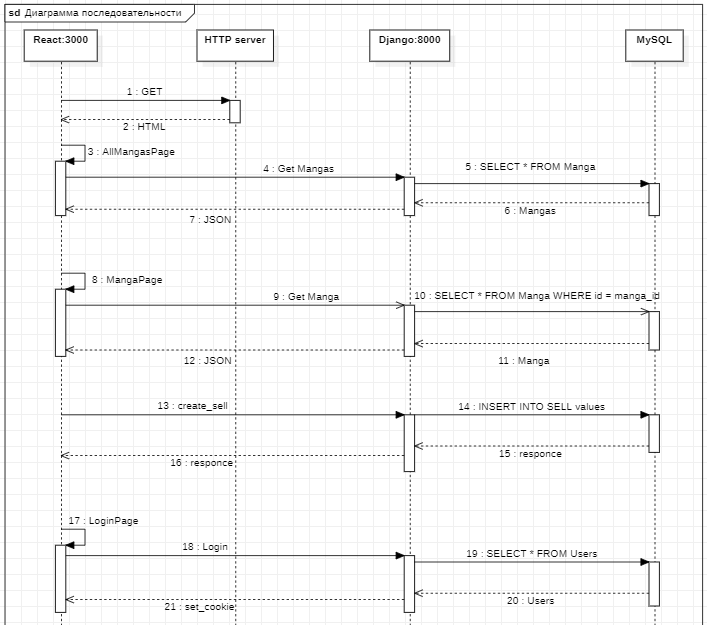 sd Диаграмма последовательности
React:3000
HTTP server
Django:8000
MySQL
1 : GET
2 : HTML
3 : AllMangasPage
4 : Get Mangas
5 : SELECT * FROM Manga
6 : Mangas
7 : JSON
8 : MangaPage
9 : Get Manga
10 : SELECT * FROM Manga WHERE id = manga_id
11 : Manga
12 : JSON
13 : create_sell
14 : INSERT INTO SELL values
15 : responce
16 : responce
17 : LoginPage
18 : Login
19 : SELECT * FROM Users
20 : Users
21 : set_cookie